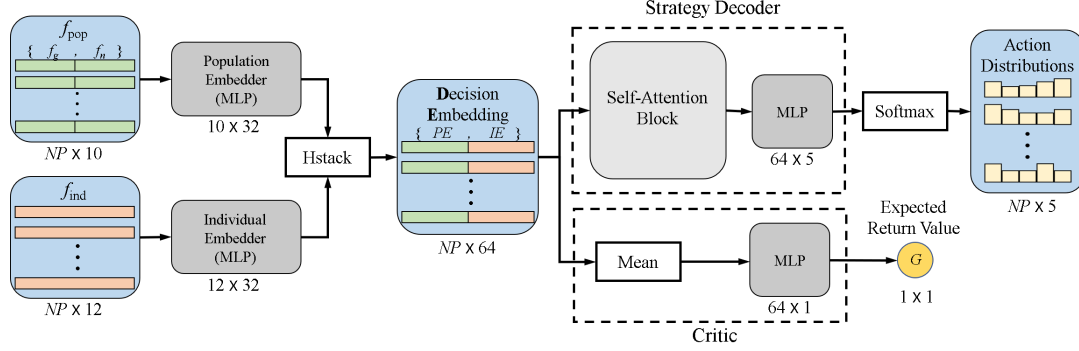 f_pop
{ f_g , f_n }
NP x 10
Population
Embedder
(MLP)
10 x 32
f_ind
NP x 12
Individual
Embedder
(MLP)
12 x 32
Hstack
Decision
Embedding
{ PE , IE }
NP x 64
Strategy Decoder
Self-Attention
Block
MLP
64 x 5
Softmax
Action
Distributions
NP x 5
Mean
MLP
64 x 1
Critic
Expected
Return Value
G
1 x 1